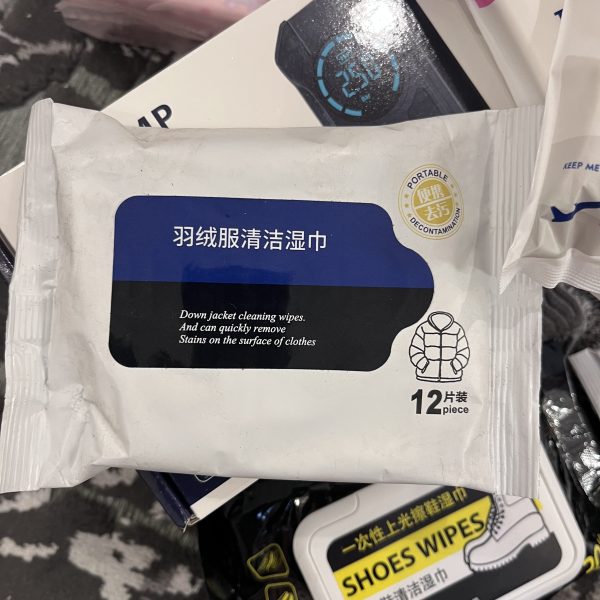 MP
KEEP ME
PORTABLE
便携
去污
DECONTAMINATION
羽绒服清洁湿巾
Down jacket cleaning wipes.
And can quickly remove
Stains on the surface of clothes
12片装
piece
一次性上光擦鞋湿巾
SHOES WIPES
鞋清洁湿巾